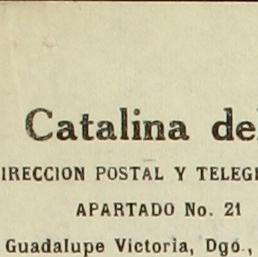 Catalina de
IRECCION POSTAL Y TELEG
APARTADO No. 21
Guadalupe Victoria, Dgo.,